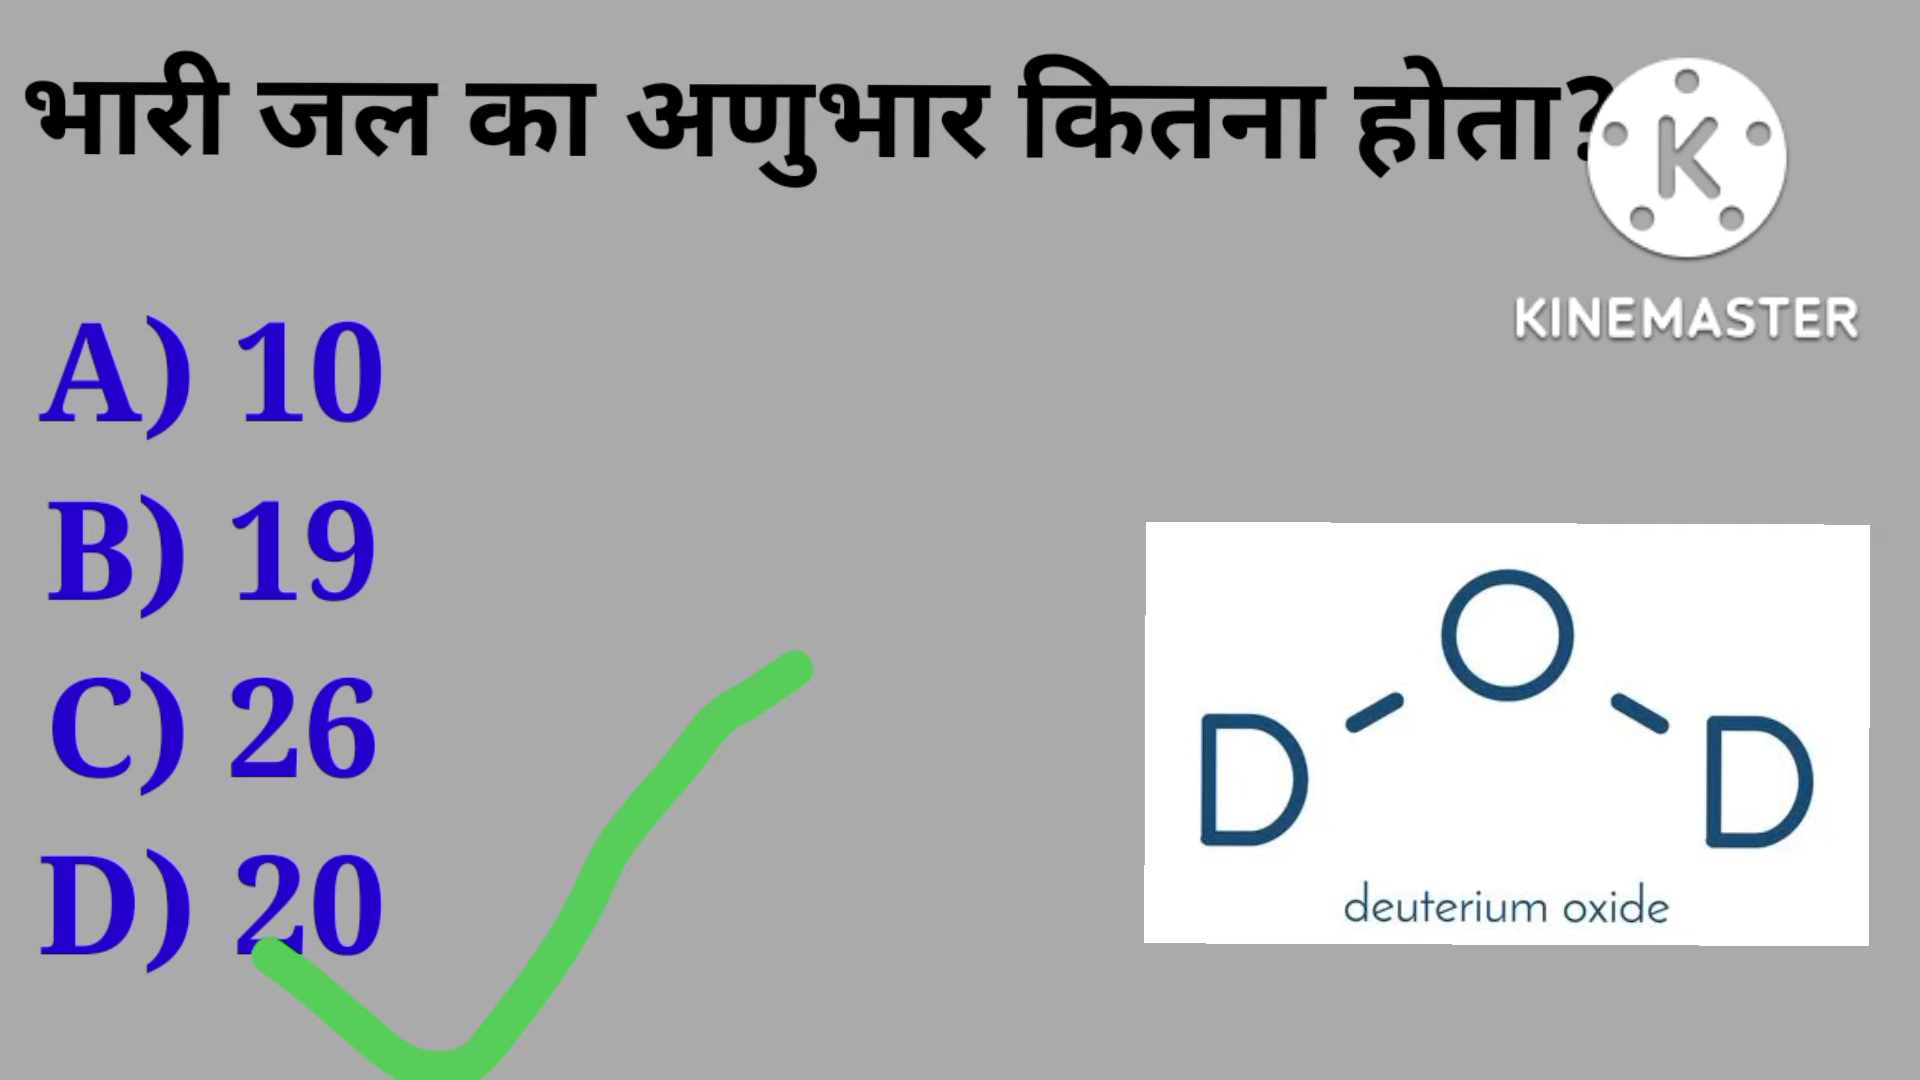 भारी जल का अणुभार कितना होता?
K
KINEMASTER
A) 10
B) 19
C) 26
D) 20
O
D D
deuterium oxide